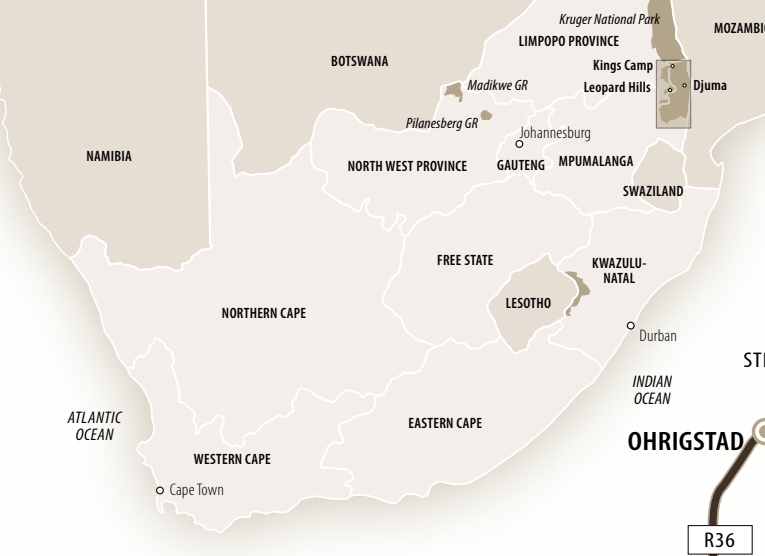 Kruger National Park
MOZAMBI
LIMPOPO PROVINCE
BOTSWANA
Kings Camp
Madikwe GR
Leopard Hills
Djuma
Pilanesberg GR
Johannesburg
NAMIBIA
NORTH WEST PROVINCE
GAUTENG
MPUMALANGA
SWAZILAND
FREE STATE
KWAZULU-
NATAL
LESOTHO
NORTHERN CAPE
Durban
STI
INDIAN
OCEAN
ATLANTIC
OCEAN
EASTERN CAPE
OHRIGSTAD
WESTERN CAPE
Cape Town
R36